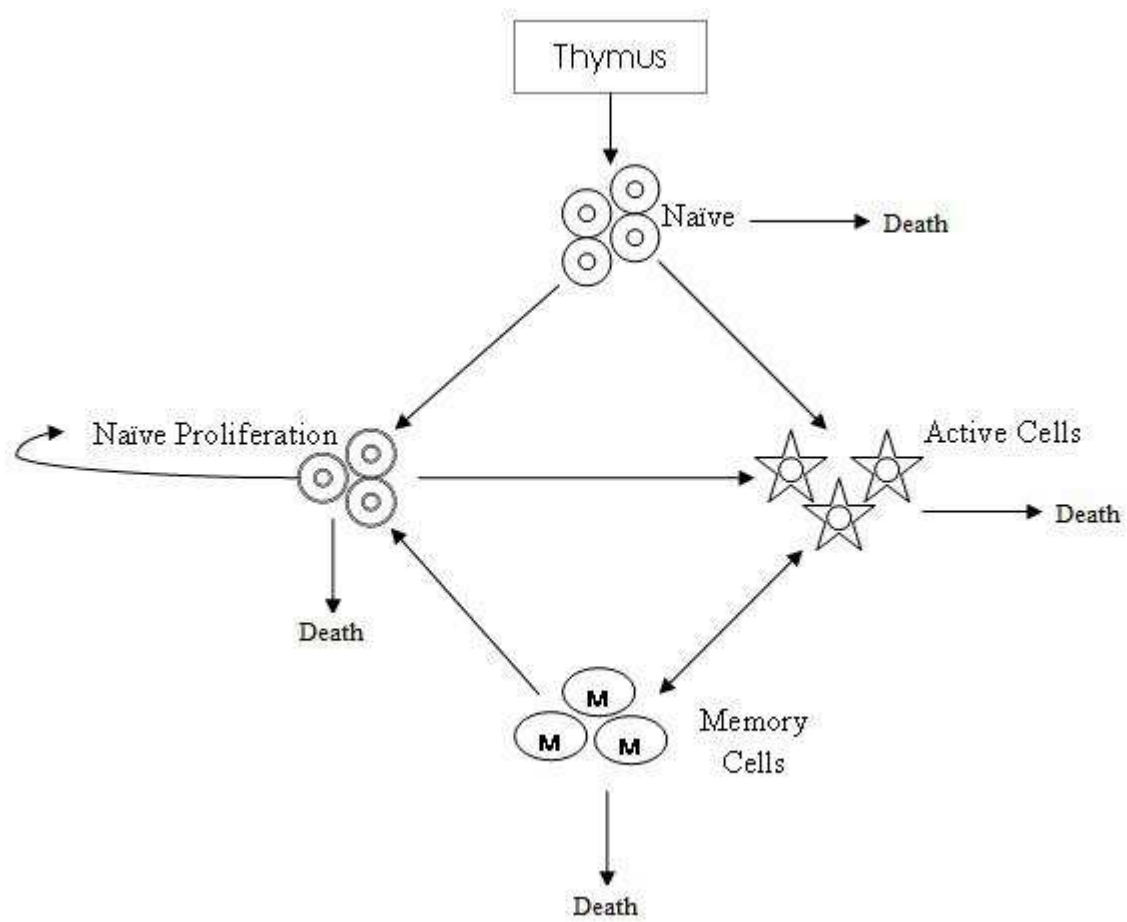 Thymus
Naïve
Death
Naïve Proliferation
Active Cells
Death
Death
M
M
M
Memory
Cells
Death